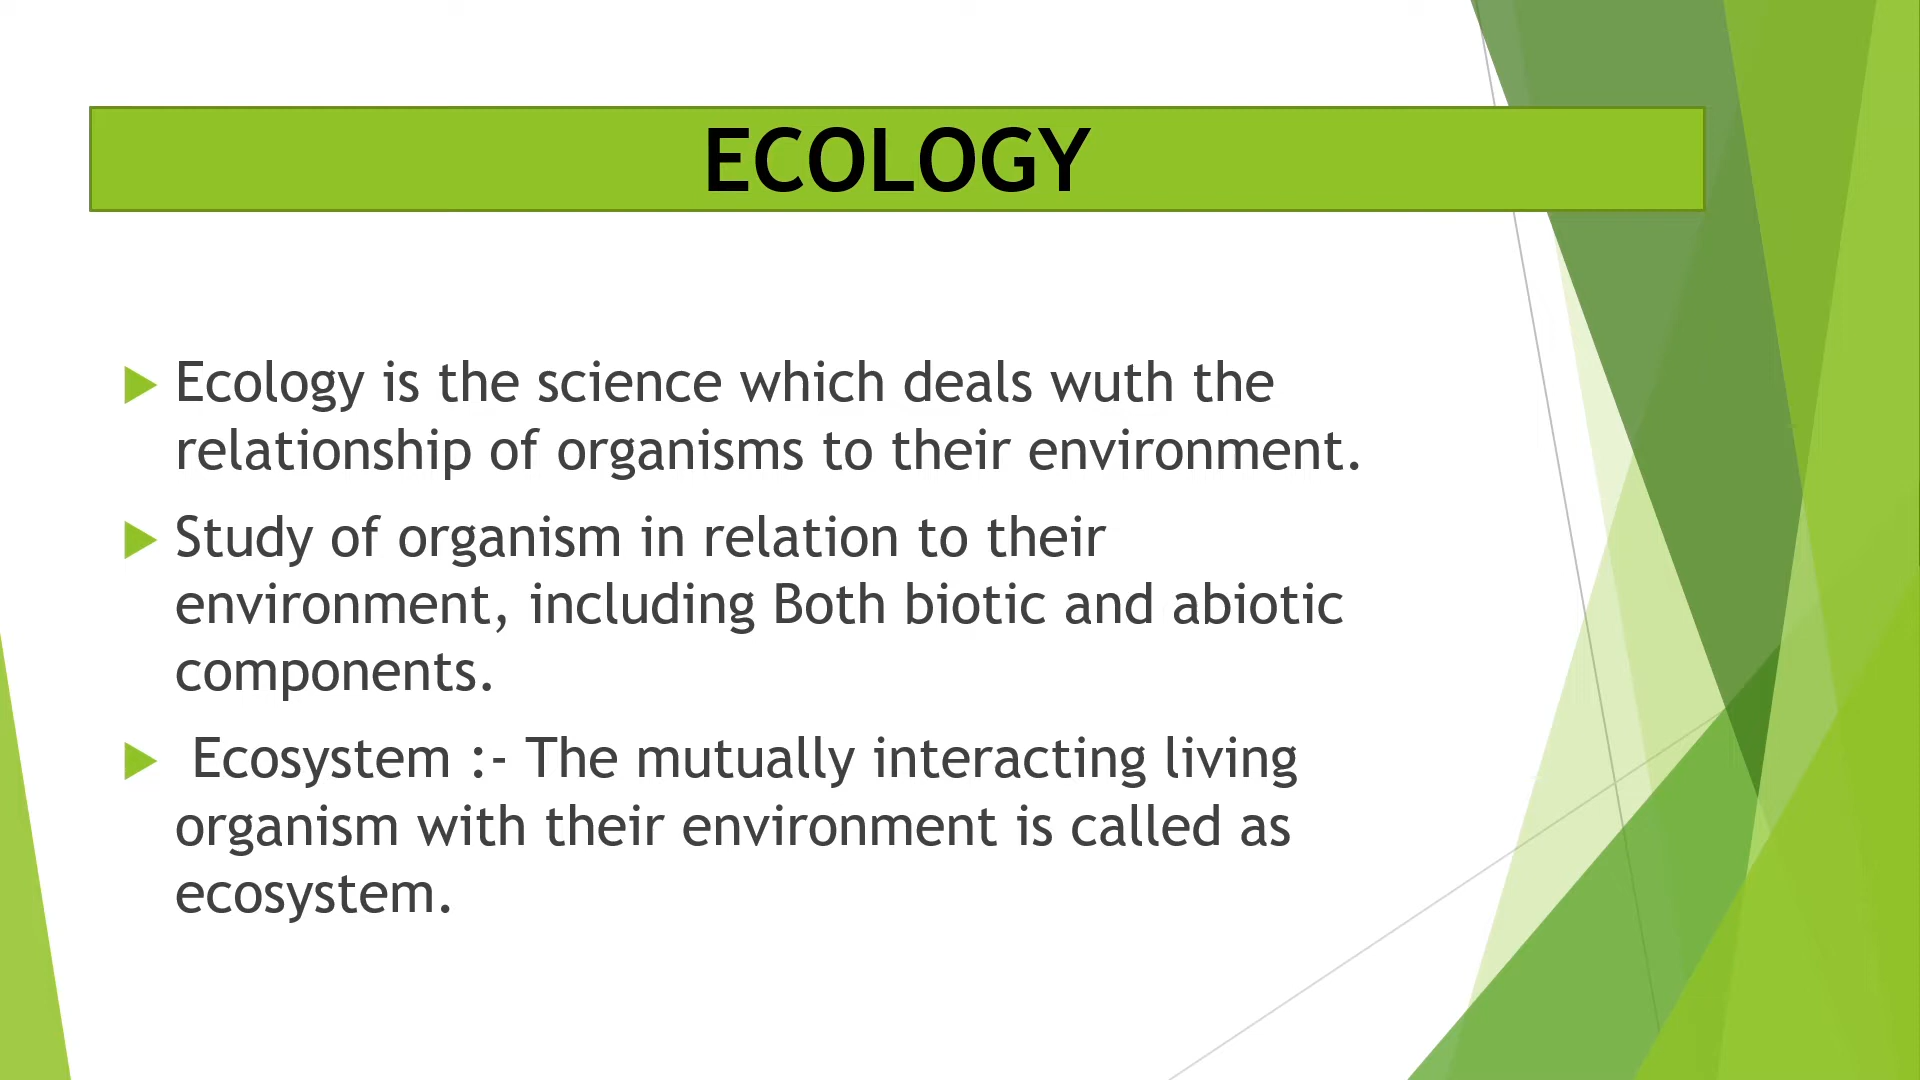 ECOLOGY
Ecology is the science which deals wuth the
relationship of organisms to their environment.
Study of organism in relation to their
environment, including Both biotic and abiotic
components.
Ecosystem :- The mutually interacting living
organism with their environment is called as
ecosystem.